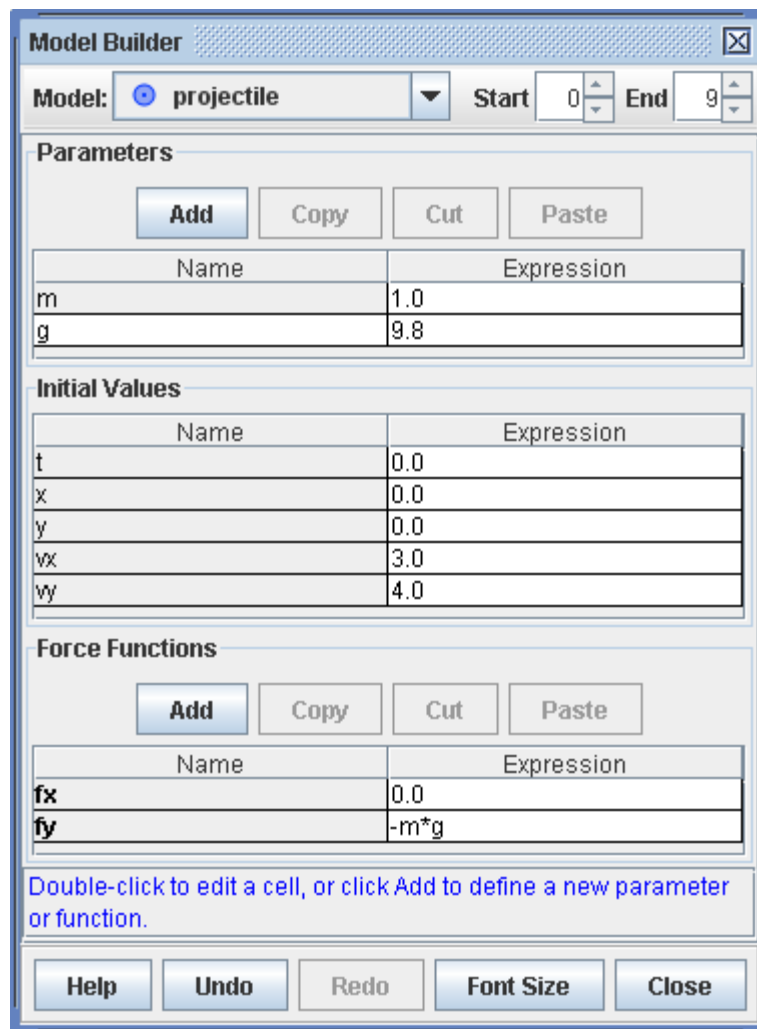 Model Builder
Model: projectile Start 0 End 9
Parameters
Add Copy Cut Paste
Name Expression
m 1.0
g 9.8
Initial Values
Name Expression
t 0.0
x 0.0
y 0.0
vx 3.0
vy 4.0
Force Functions
Add Copy Cut Paste
Name Expression
fx 0.0
fy -m*g
Double-click to edit a cell, or click Add to define a new parameter
or function.
Help Undo Redo Font Size Close